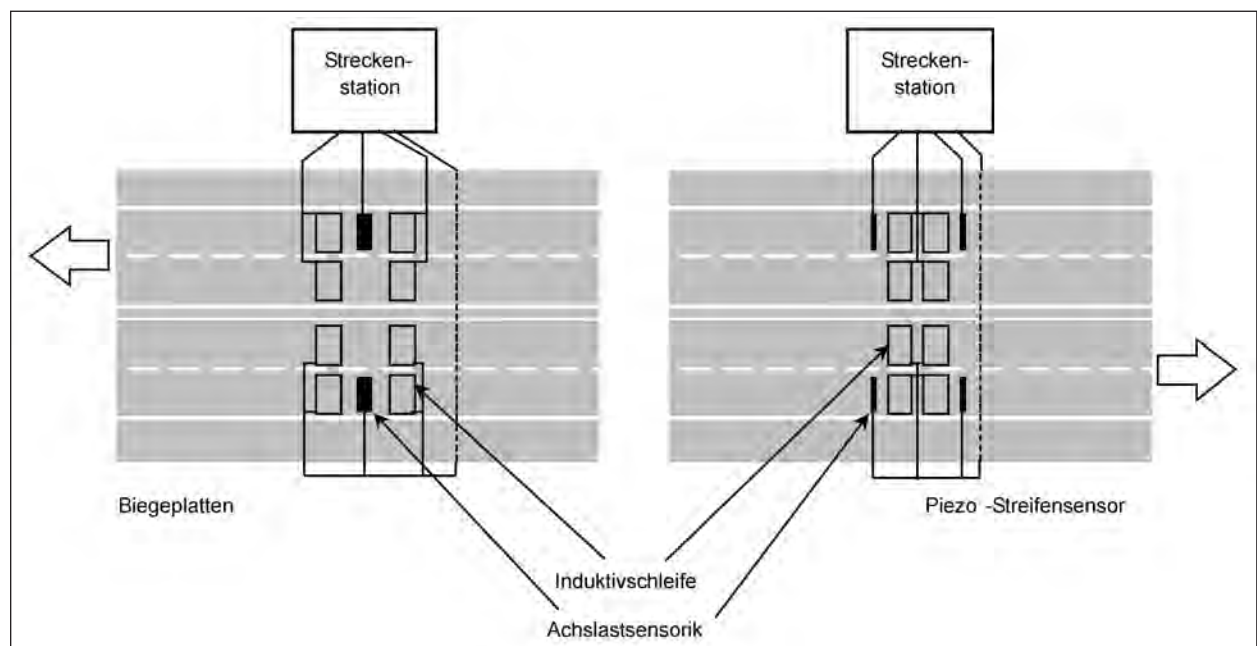 Strecken-
station
Strecken-
station
Biegeplatten
Piezo -Streifensensor
Induktivschleife
Achslastsensorik